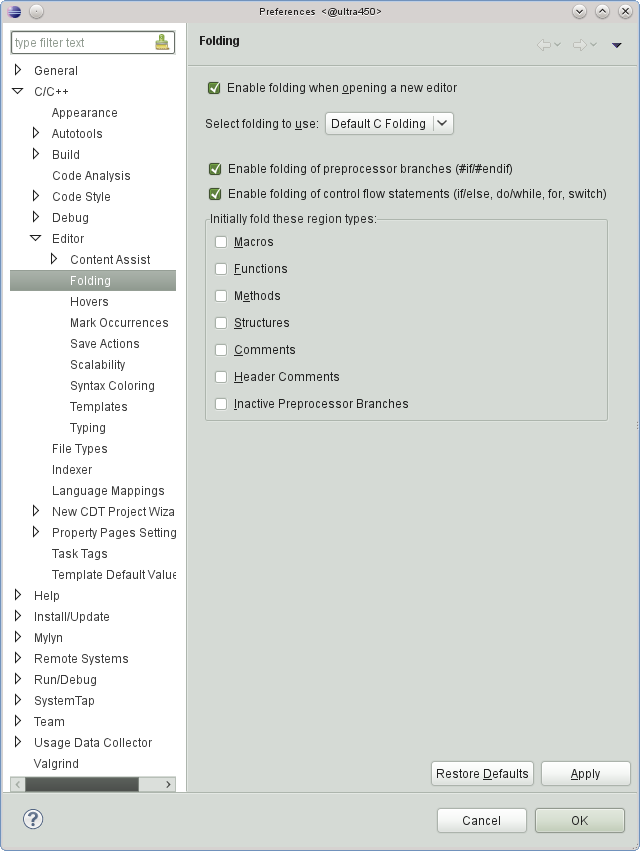 Preferences <@ultra450>
type filter text
General
C/C++
Appearance
Autotools
Build
Code Analysis
Code Style
Debug
Editor
Content Assist
Folding
Hovers
Mark Occurrences
Save Actions
Scalability
Syntax Coloring
Templates
Typing
File Types
Indexer
Language Mappings
New CDT Project Wiza
Property Pages Setting
Task Tags
Template Default Value
Help
Install/Update
Mylyn
Remote Systems
Run/Debug
SystemTap
Team
Usage Data Collector
Valgrind
Folding
Enable folding when opening a new editor
Select folding to use: Default C Folding
Enable folding of preprocessor branches (#if/#endif)
Enable folding of control flow statements (if/else, do/while, for, switch)
Initially fold these region types:
Macros
Functions
Methods
Structures
Comments
Header Comments
Inactive Preprocessor Branches
Restore Defaults Apply
? Cancel OK